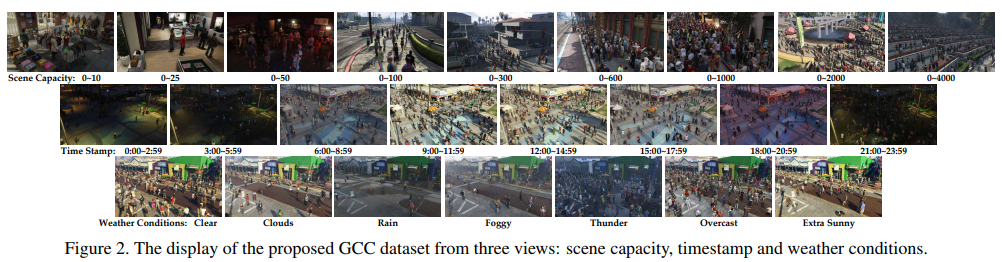 Scene Capacity: 0~10 0~25 0~50 0~100 0~300 0~600 0~1000 0~2000 0~4000
Time Stamp: 0:00~2:59 3:00~5:59 6:00~8:59 9:00~11:59 12:00~14:59 15:00~17:59 18:00~20:59 21:00~23:59
Weather Conditions: Clear Clouds Rain Foggy Thunder Overcast Extra Sunny
Figure 2. The display of the proposed GCC dataset from three views: scene capacity, timestamp and weather conditions.